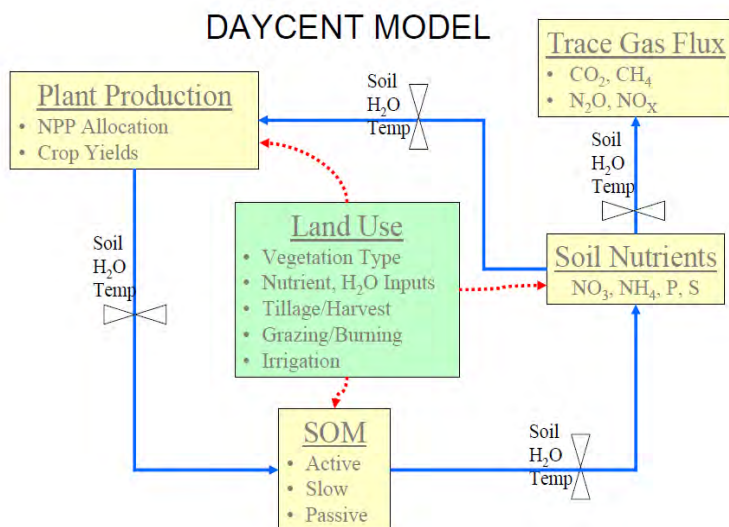 DAYCENT MODEL
Plant Production
• NPP Allocation
• Crop Yields
Soil
H₂O
Temp
Trace Gas Flux
• CO₂, CH₄
• N₂O, NOₓ
Soil
H₂O
Temp
Soil
H₂O
Temp
Land Use
• Vegetation Type
• Nutrient, H₂O Inputs
• Tillage/Harvest
• Grazing/Burning
• Irrigation
Soil Nutrients
NO₃, NH₄, P, S
SOM
• Active
• Slow
• Passive
Soil
H₂O
Temp